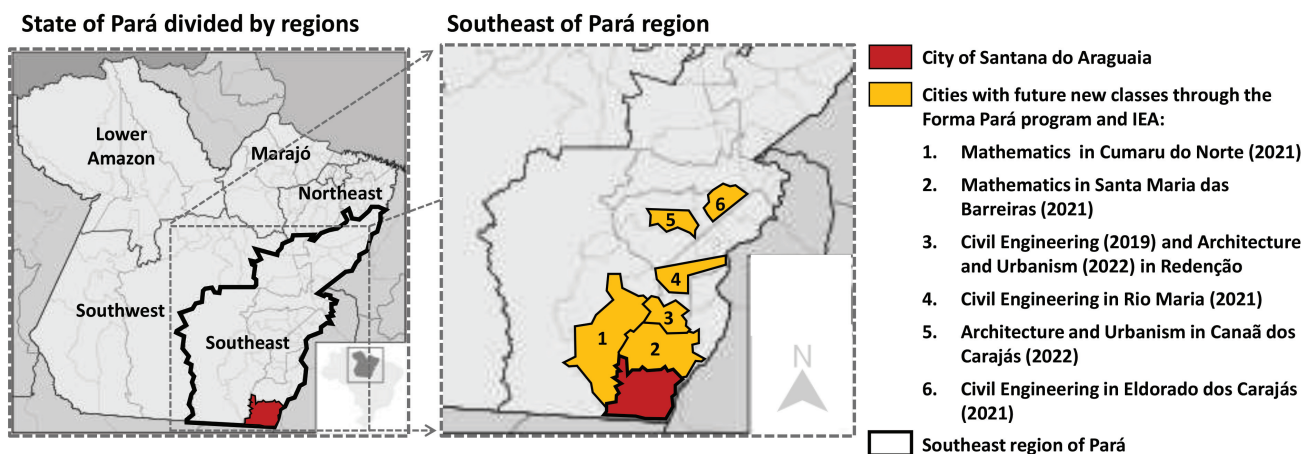 State of Pará divided by regions
Lower
Amazon
Marajó
Northeast
Southwest
Southeast
Southeast of Pará region
6
5
4
3
1
2
N
City of Santana do Araguaia
Cities with future new classes through the
Forma Pará program and IEA:
1. Mathematics in Cumaru do Norte (2021)
2. Mathematics in Santa Maria das
Barreiras (2021)
3. Civil Engineering (2019) and Architecture
and Urbanism (2022) in Redenção
4. Civil Engineering in Rio Maria (2021)
5. Architecture and Urbanism in Canaã dos
Carajás (2022)
6. Civil Engineering in Eldorado dos Carajás
(2021)
Southeast region of Pará